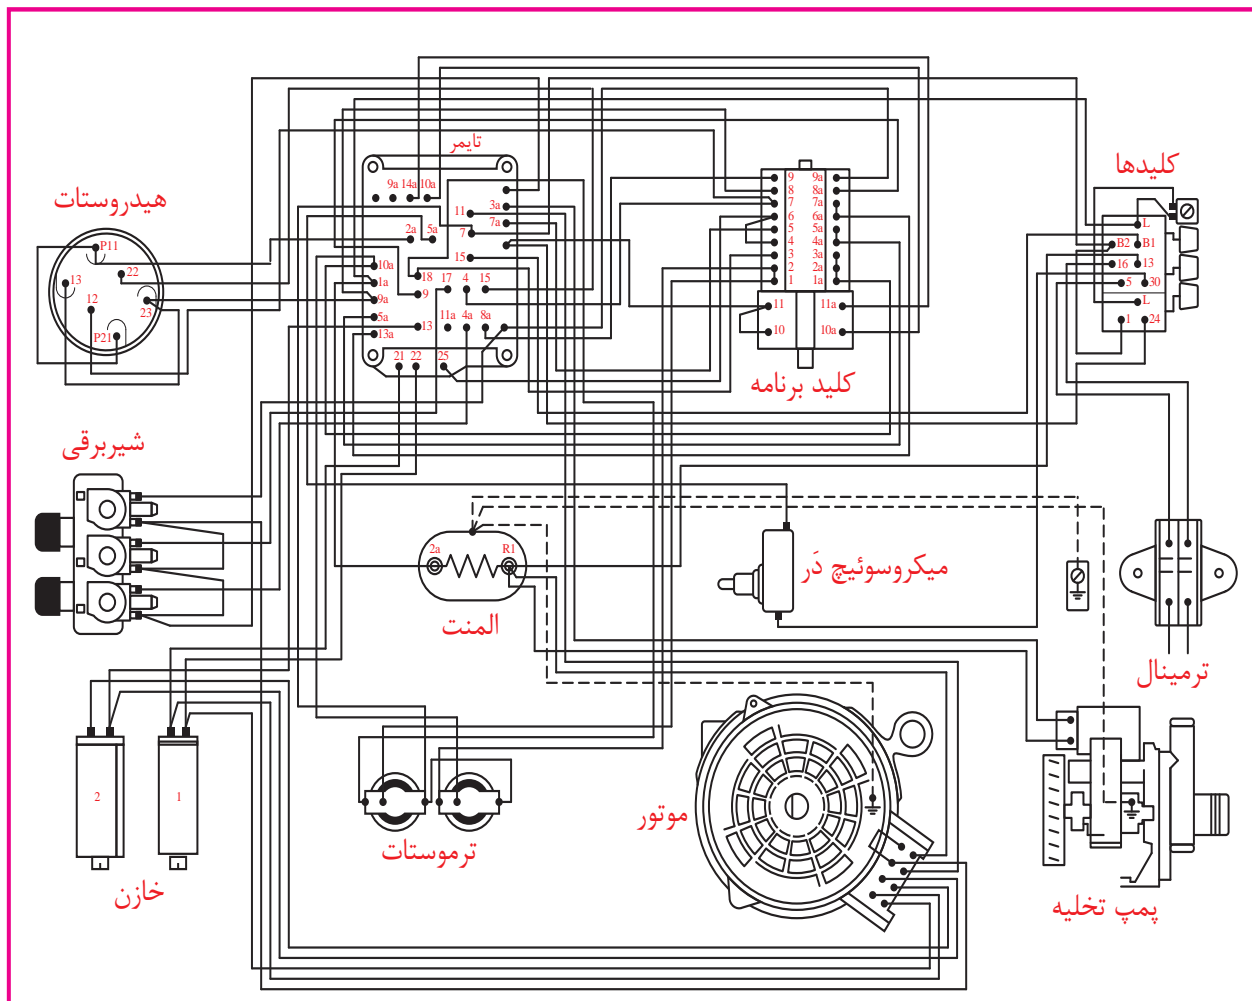 تایمر
9a 14a 10a
3a
11
7a
7
2a 5a
15
10a
18 17 4 15
1a
9
9a
5a
13 11a 4a 8a
13a
21 22 25
هیدروستات
P11
22
13
12
23
P21
9 9a
8 8a
7 7a
6 6a
5 5a
4 4a
3 3a
2 2a
1 1a
11 11a
10 10a
کلید برنامه
کلیدها
L
B2 B1
16 13
5 30
L
1 24
شیربرقی
2a R1
المنت
میکروسوئیچ دَر
ترمینال
2 1
خازن
ترموستات
موتور
پمپ تخلیه